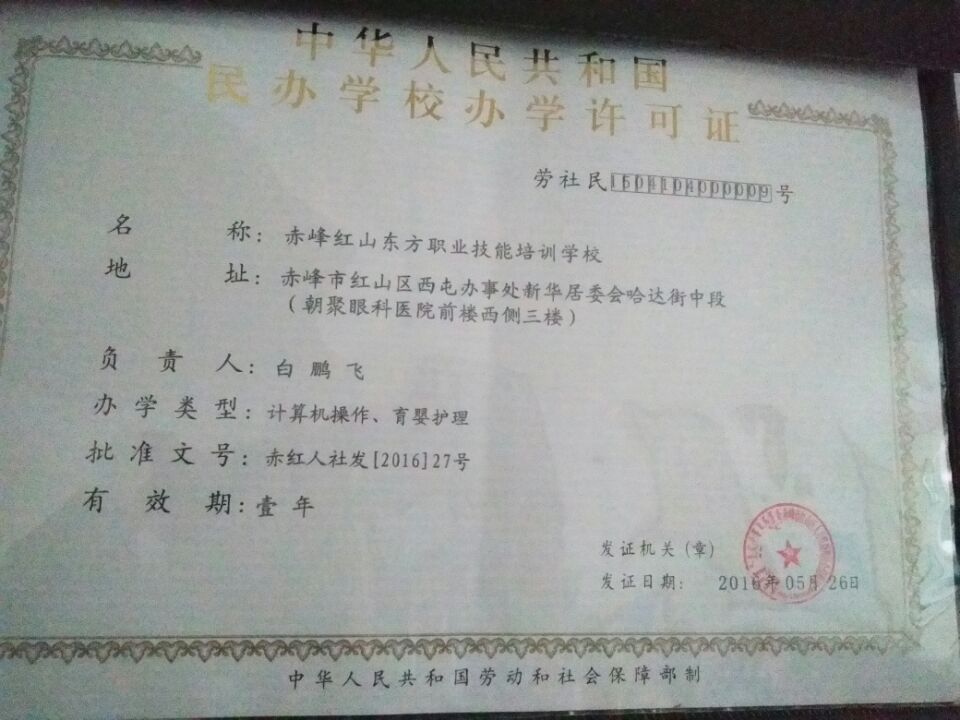 中华人民共和国
民办学校办学许可证
劳社民1504104000009号
名 称：赤峰红山东方职业技能培训学校
地 址：赤峰市红山区西屯办事处新华居委会哈达街中段
（朝聚眼科医院前楼西侧三楼）
负 责 人：白鹏飞
办 学 类 型：计算机操作、育婴护理
批 准 文 号：赤红人社发[2016]27号
有 效 期：壹年
发证机关（章）
发证日期： 2016年05月26日
中华人民共和国劳动和社会保障部制